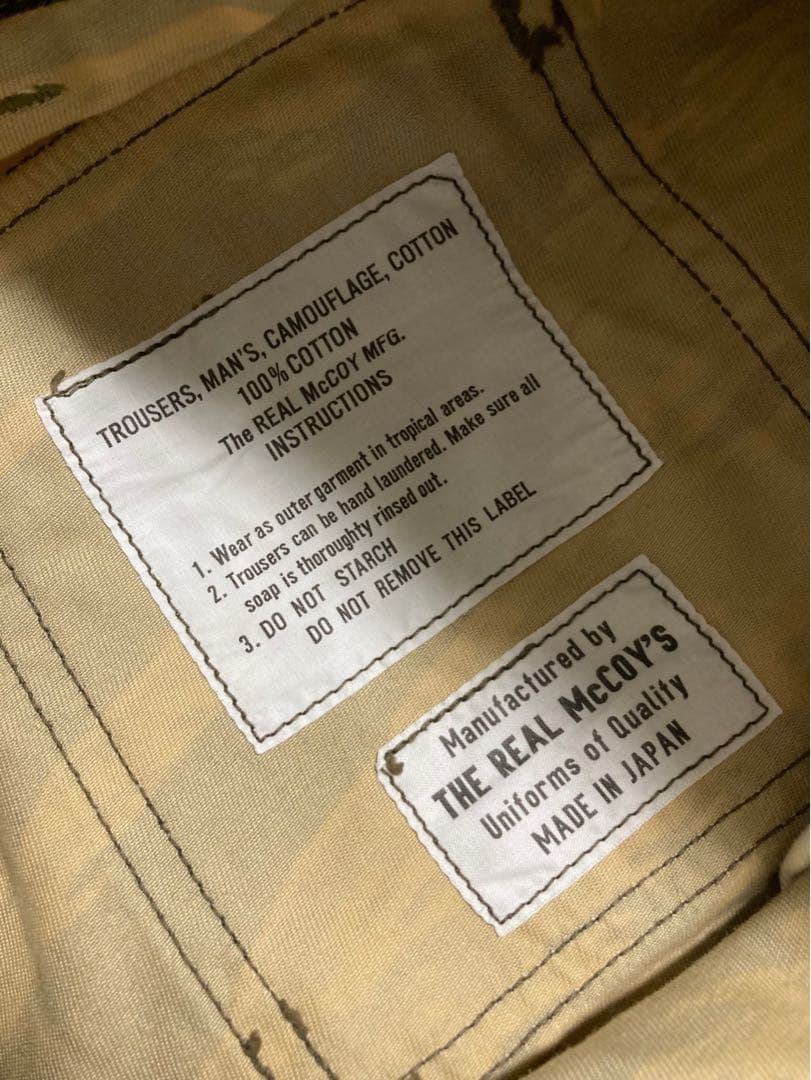 TROUSERS, MAN'S, CAMOUFLAGE, COTTON
100% COTTON
The REAL McCOY MFG.
INSTRUCTIONS
1. Wear as outer garment in tropical areas.
2. Trousers can be hand laundered. Make sure all
soap is thoroughty rinsed out.
3. DO NOT STARCH
DO NOT REMOVE THIS LABEL
Manufactured by
THE REAL McCOY'S
Uniforms of Quality
MADE IN JAPAN